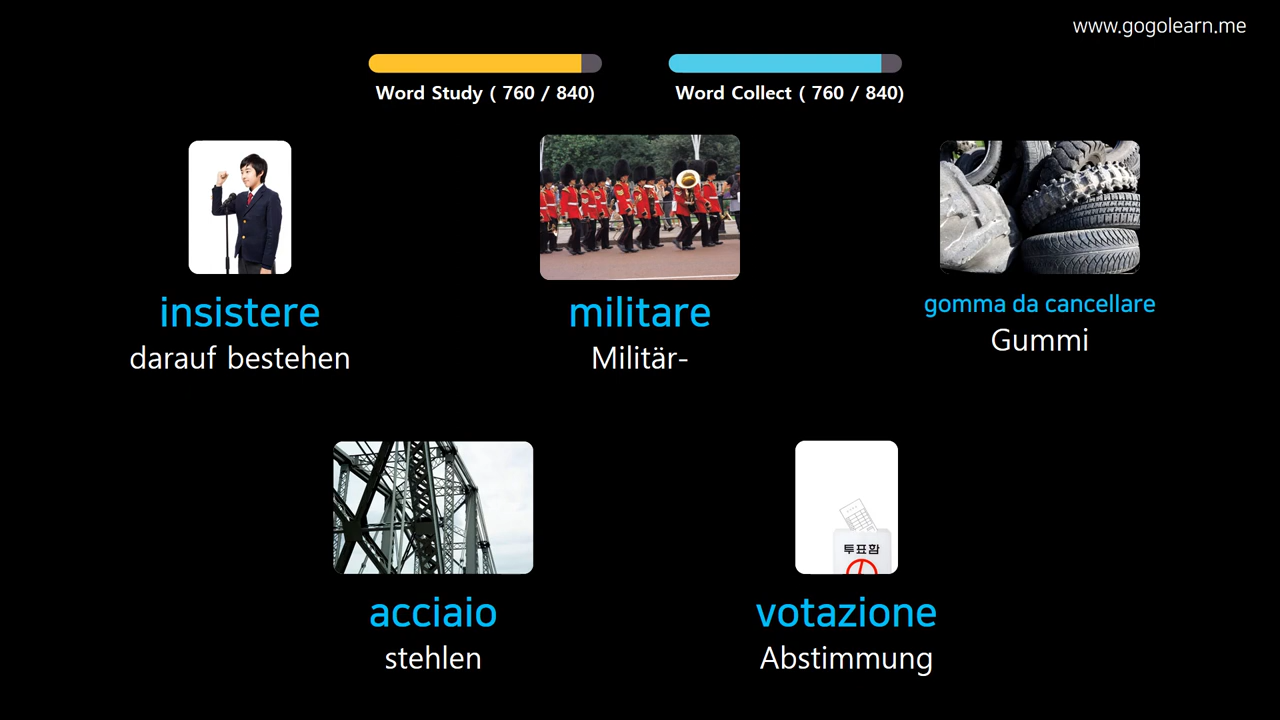 www.gogolearn.me
Word Study ( 760 / 840)
Word Collect ( 760 / 840)
insistere
darauf bestehen
militare
Militär-
gomma da cancellare
Gummi
투표함
acciaio
stehlen
votazione
Abstimmung